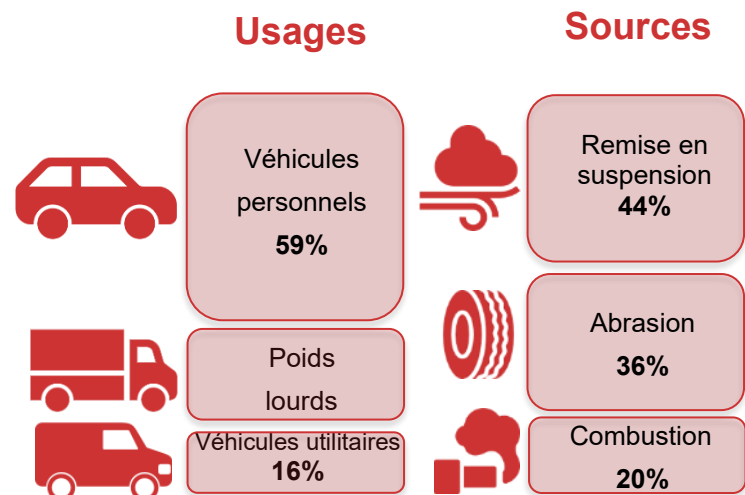 Usages
Véhicules
personnels
59%
Poids
lourds
Véhicules utilitaires
16%
Sources
Remise en
suspension
44%
Abrasion
36%
Combustion
20%